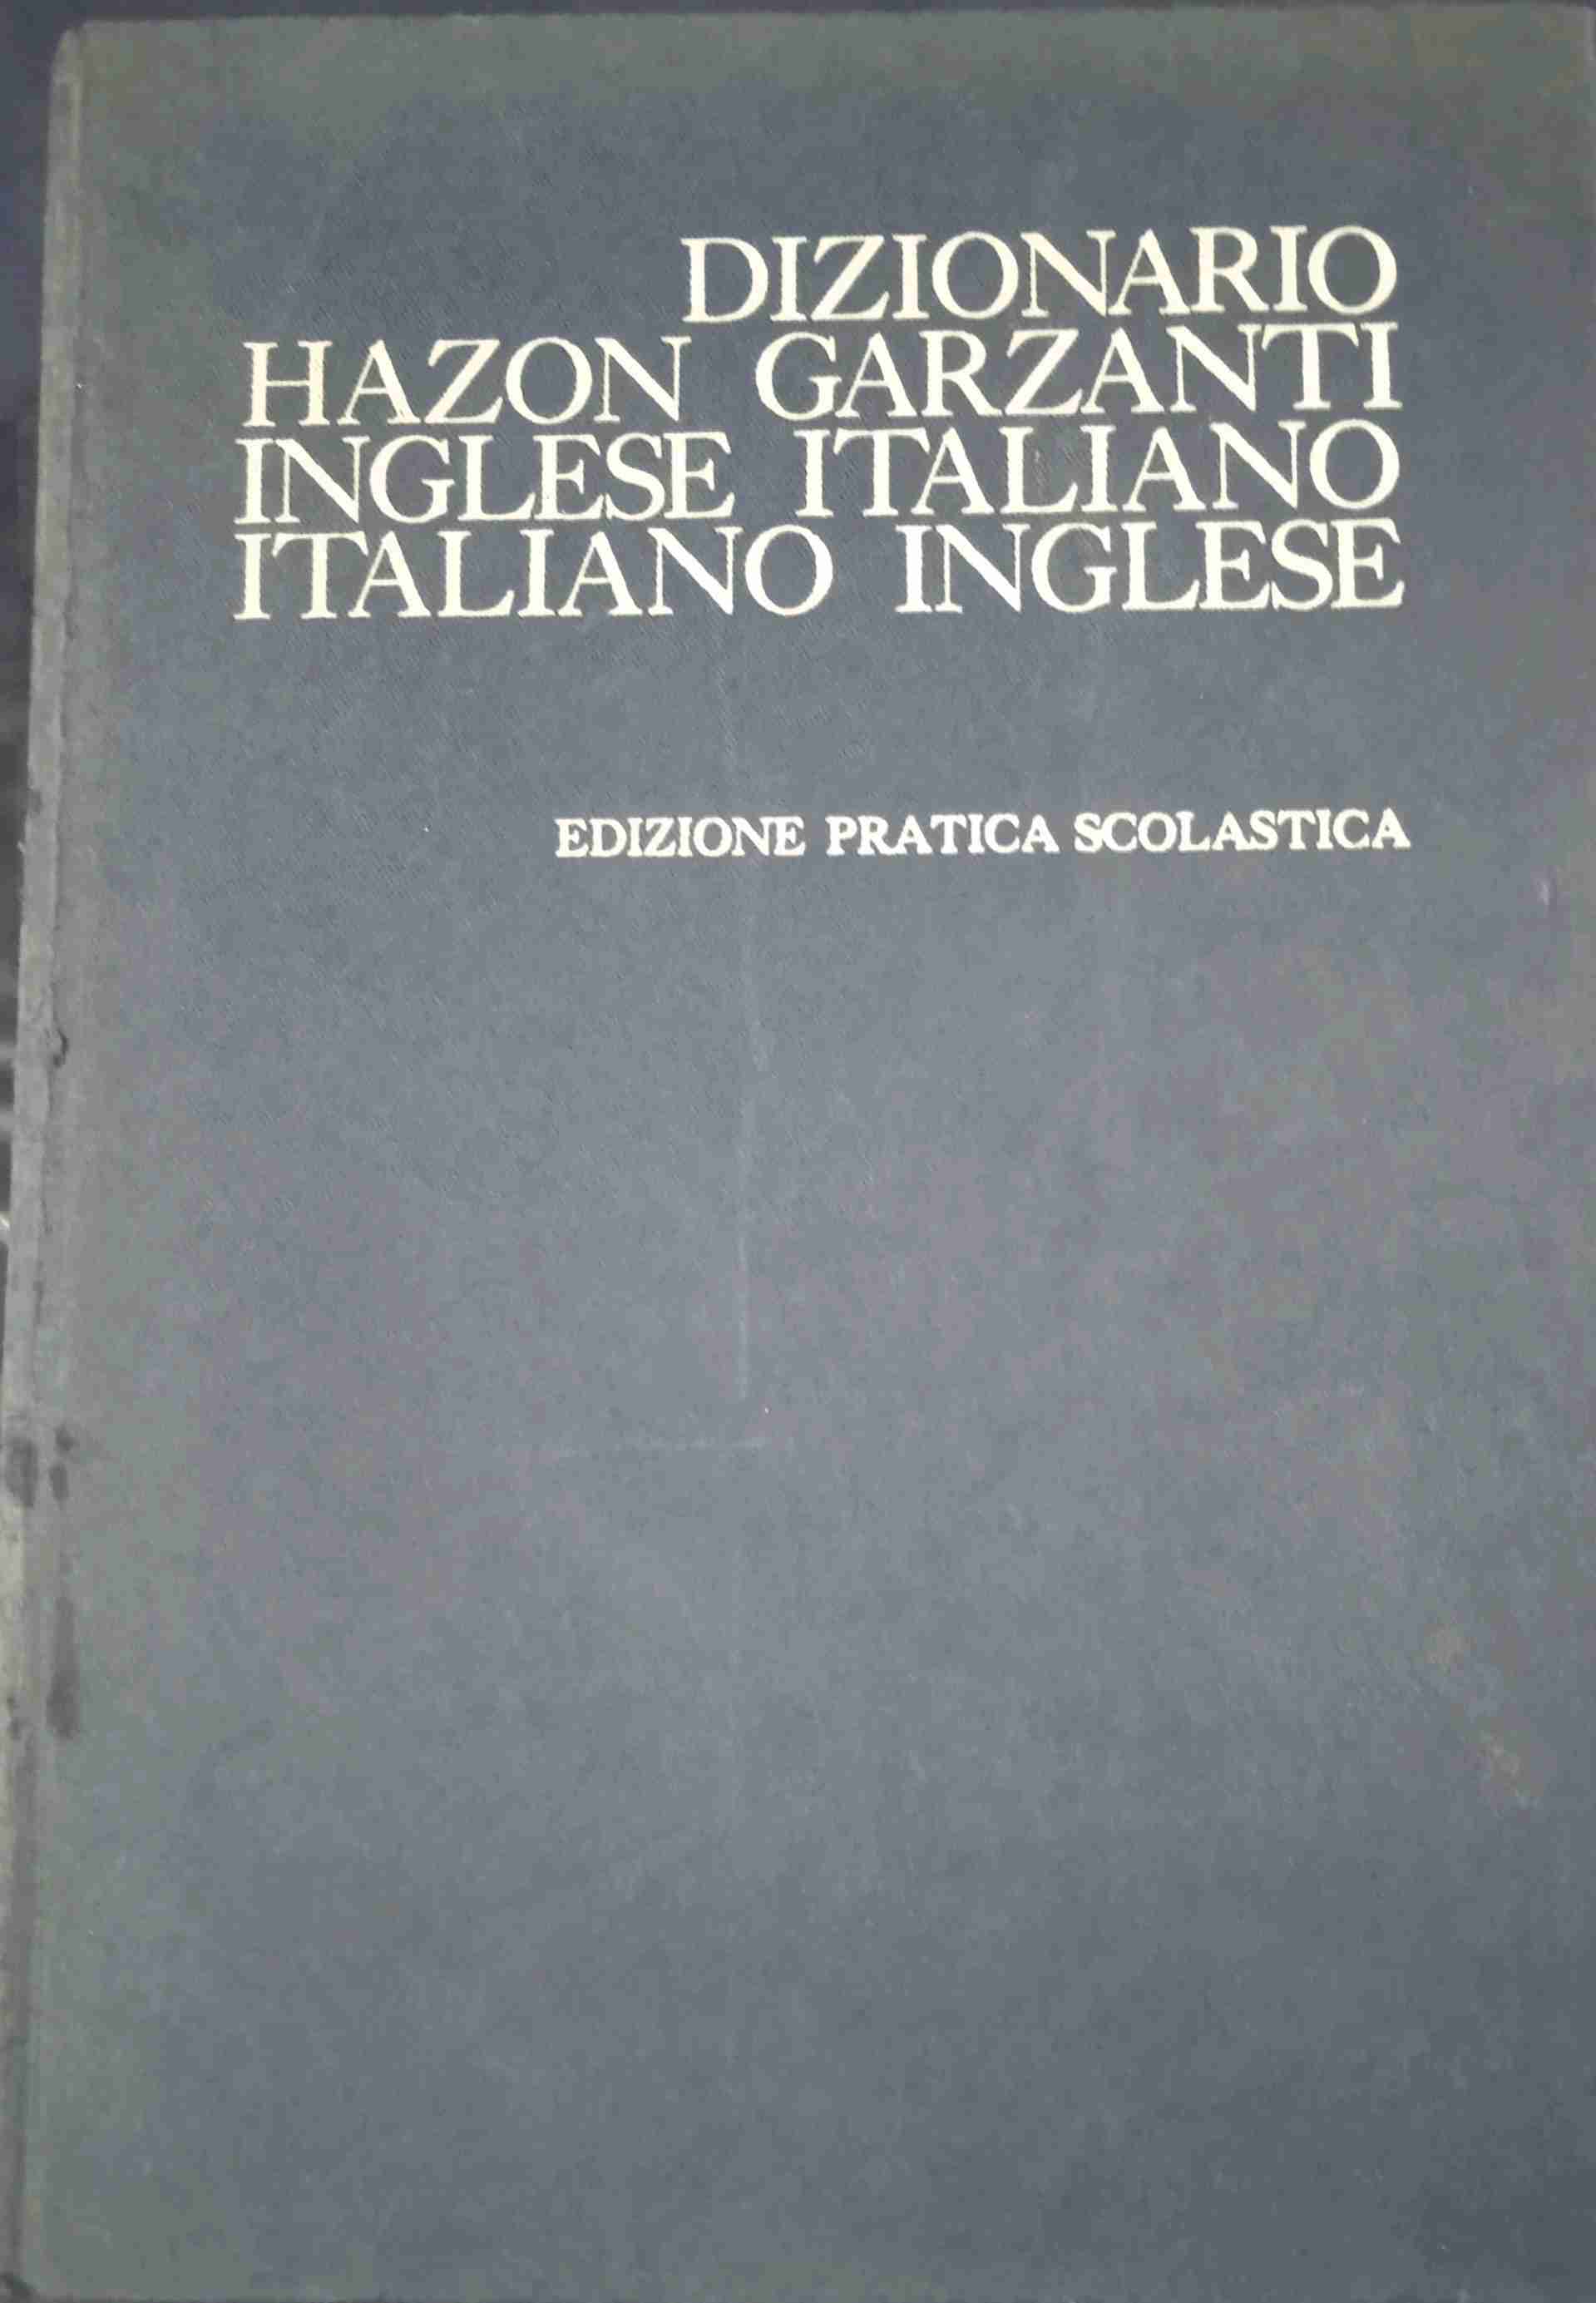 DIZIONARIO
HAZON GARZANTI
INGLESE ITALIANO
ITALIANO INGLESE
EDIZIONE PRATICA SCOLASTICA